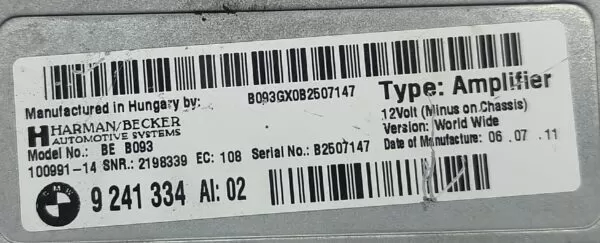 Manufactured in Hungary by:
B093GX0B2507147
Type: Amplifier
HARMAN/BECKER
AUTOMOTIVE SYSTEMS
12Volt (Minus on Chassis)
Version: World Wide
Model No.: BE B093
Date of Manufacture: 06 .07 .11
100991-14 SNR.: 2198339 EC: 108 Serial No.: B2507147
BMW 9 241 334 AI: 02